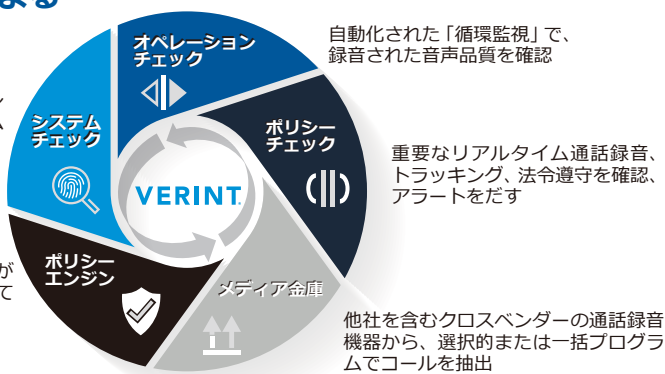 よる
オペレーション
チェック
自動化された「循環監視」で、
録音された音声品質を確認
システム
チェック
ポリシー
チェック
重要なリアルタイム通話録音、
トラッキング、法令遵守を確認、
アラートをだす
VERINT.
ポリシー
エンジン
が
て
メディア金庫
他社を含むクロスベンダーの通話録音
機器から、選択的または一括プログラ
ムでコールを抽出